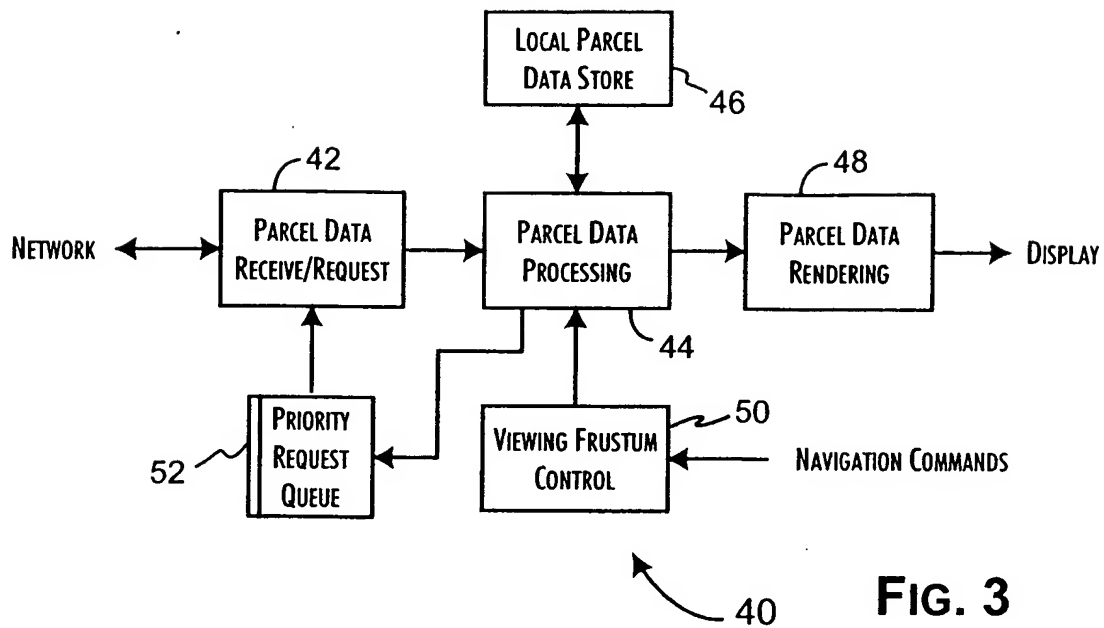 LOCAL PARCEL
DATA STORE
46
42
48
NETWORK
PARCEL DATA
RECEIVE/REQUEST
PARCEL DATA
PROCESSING
PARCEL DATA
RENDERING
DISPLAY
44
52
PRIORITY
REQUEST
QUEUE
VIEWING FRUSTUM
CONTROL
50
NAVIGATION COMMANDS
40
FIG. 3